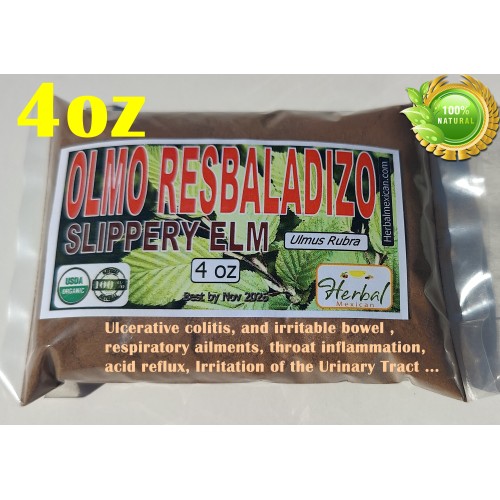 4oz
100%
NATURAL
OLMO RESBALADIZO
SLIPPERY ELM
Ulmus Rubra
Herbalmexican.com
4 oz
Best by Nov 2025
USDA
ORGANIC
100%
Herbal
Mexican
Ulcerative colitis, and irritable bowel ,
respiratory ailments, throat inflammation,
acid reflux, Irritation of the Urinary Tract ...